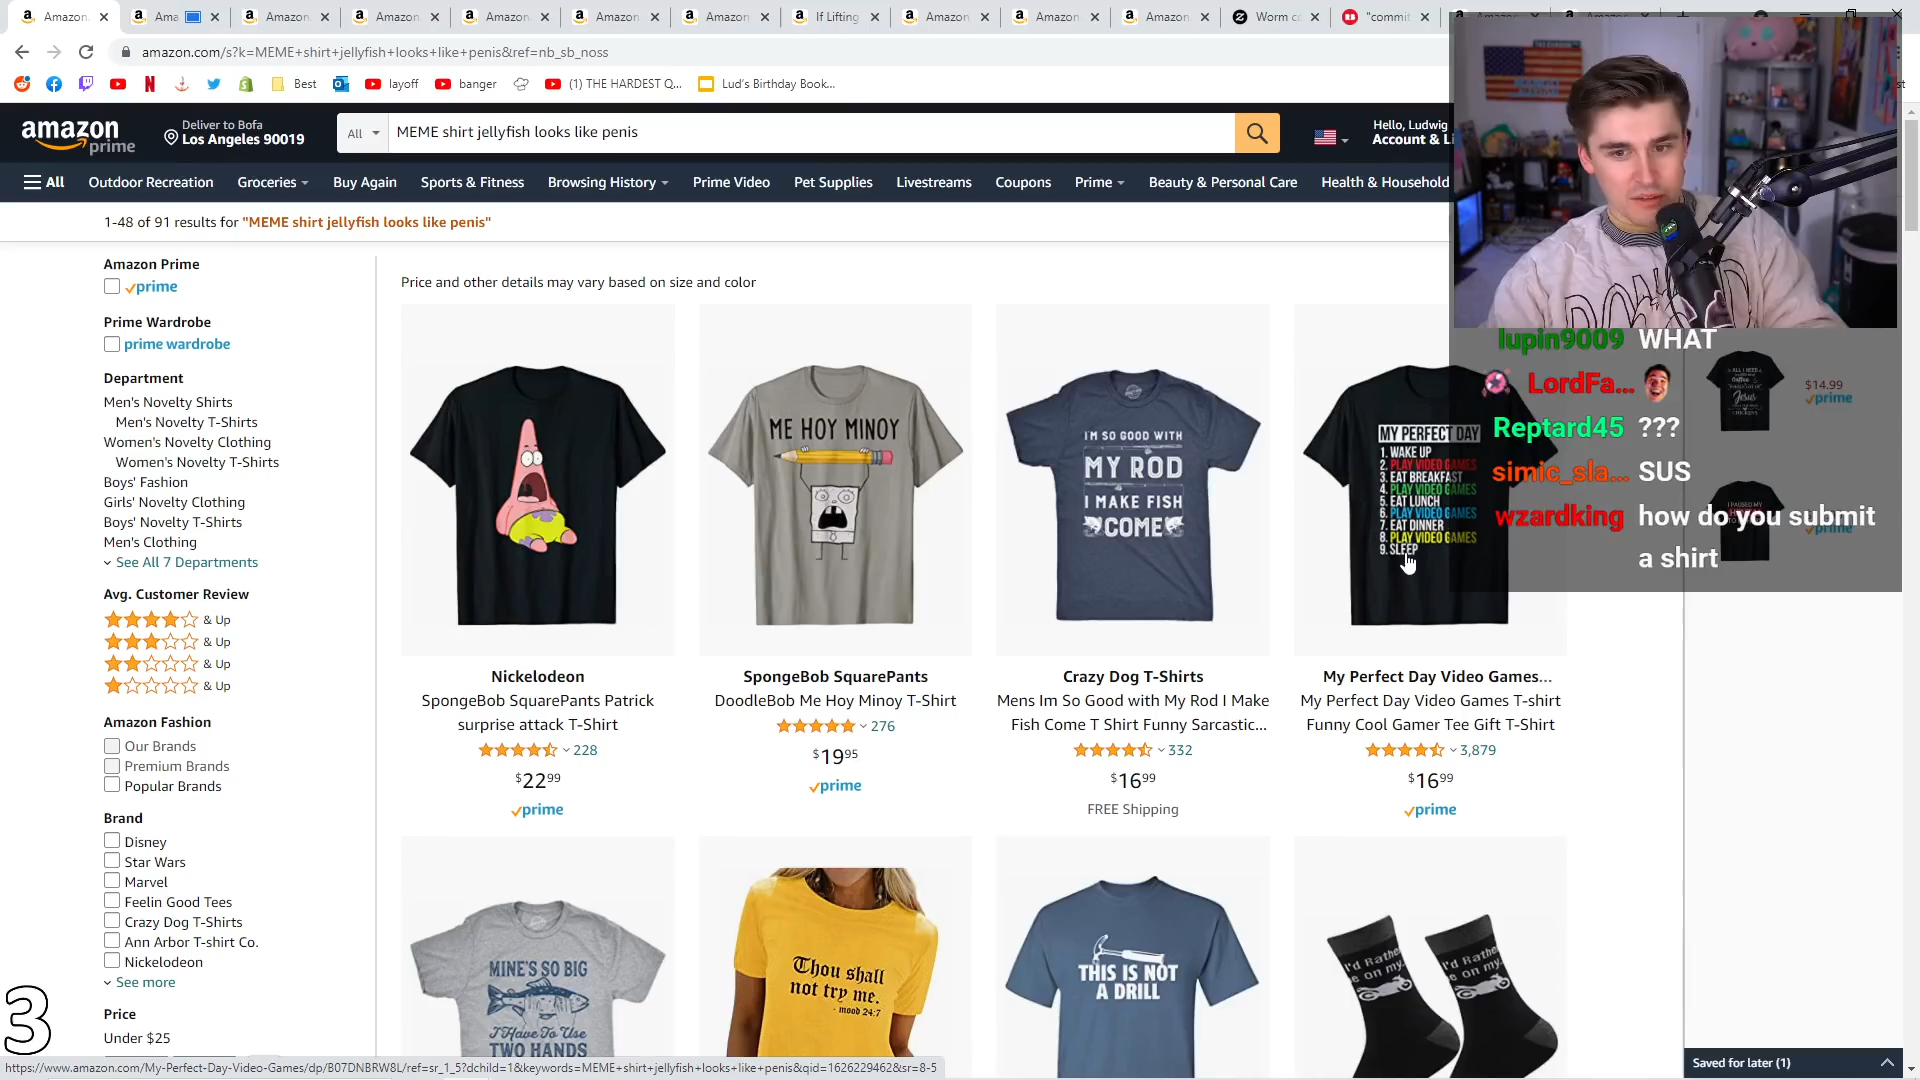 Amazon.
Ama
Amazon.
Amazon.
Amazon.
Amazon.
Amazon.
If Lifting
Amazon
Amazon
Amazon.
Worm c
"commit
amazon.com/s?k=MEME+shirt+jellyfish+looks+like+penis&ref=nb_sb_noss
Best
layoff
banger
(1) THE HARDEST Q...
Lud's Birthday Book...
amazon prime
Deliver to Bofa
Los Angeles 90019
All
MEME shirt jellyfish looks like penis
Hello, Ludwig
Account & Li
All
Outdoor Recreation
Groceries
Buy Again
Sports & Fitness
Browsing History
Prime Video
Pet Supplies
Livestreams
Coupons
Prime
Beauty & Personal Care
Health & Household
1-48 of 91 results for "MEME shirt jellyfish looks like penis"
Amazon Prime
prime
Prime Wardrobe
prime wardrobe
Department
Men's Novelty Shirts
Men's Novelty T-Shirts
Women's Novelty Clothing
Women's Novelty T-Shirts
Boys' Fashion
Girls' Novelty Clothing
Boys' Novelty T-Shirts
Men's Clothing
See All 7 Departments
Avg. Customer Review
& Up
& Up
& Up
& Up
Amazon Fashion
Our Brands
Premium Brands
Popular Brands
Brand
Disney
Star Wars
Marvel
Feelin Good Tees
Crazy Dog T-Shirts
Ann Arbor T-shirt Co.
Nickelodeon
See more
Price
Under $25
3
Price and other details may vary based on size and color
Nickelodeon
SpongeBob SquarePants Patrick
surprise attack T-Shirt
228
$22.99
prime
ME HOY MINOY
SpongeBob SquarePants
DoodleBob Me Hoy Minoy T-Shirt
276
$19.95
prime
I'M SO GOOD WITH
MY ROD
I MAKE FISH
COME
Crazy Dog T-Shirts
Mens Im So Good with My Rod I Make
Fish Come T Shirt Funny Sarcastic...
332
$16.99
FREE Shipping
MY PERFECT DAY
1. WAKE UP
2. PLAY VIDEO GAMES
3. EAT BREAKFAST
4. PLAY VIDEO GAMES
5. EAT LUNCH
6. PLAY VIDEO GAMES
7. EAT DINNER
8. PLAY VIDEO GAMES
9. SLEEP
My Perfect Day Video Games...
My Perfect Day Video Games T-shirt
Funny Cool Gamer Tee Gift T-Shirt
3,879
$16.99
prime
MINE'S SO BIG
I Have To Use
TWO HANDS
Thou shall
not try me.
- mood 24:7
THIS IS NOT
A DRILL
I'd Rathe
e on my.
I'd Rathe
e on my.
lupin9009 WHAT
LordFa...
Reptard45 ???
simic_sla... SUS
wzardking how do you submit
a shirt
ALL I NEED
Coffee
Jesus
$14.99
prime
I PAUSED MY
prime
Saved for later (1)
https://www.amazon.com/My-Perfect-Day-Video-Games/dp/B07DNBRW8L/ref=sr_1_5?dchild=1&keywords=MEME+shirt+jellyfish+looks+like+penis&qid=1626229462&sr=8-5